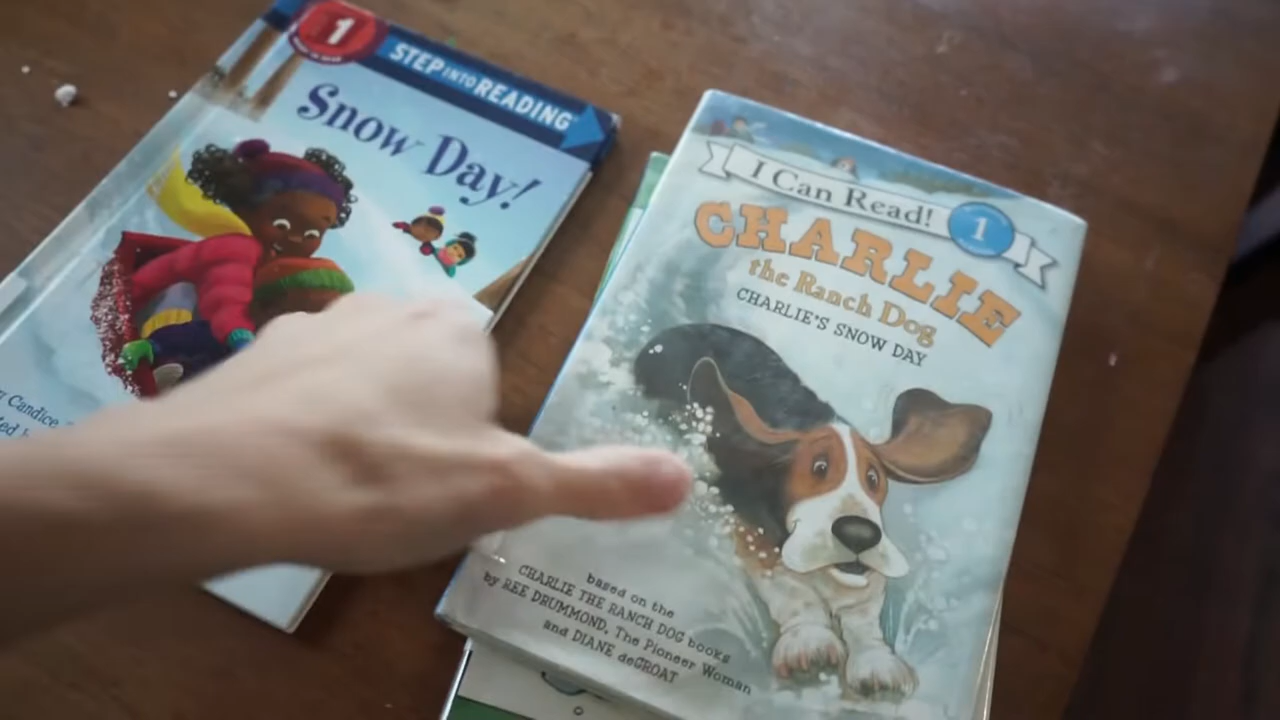 1
STEP INTO READING
Snow Day!
Candice
I Can Read!
1
CHARLIE
the Ranch Dog
CHARLIE'S SNOW DAY
based on the
CHARLIE THE RANCH DOG books
by REE DRUMMOND, The Pioneer Woman
and DIANE deGROAT